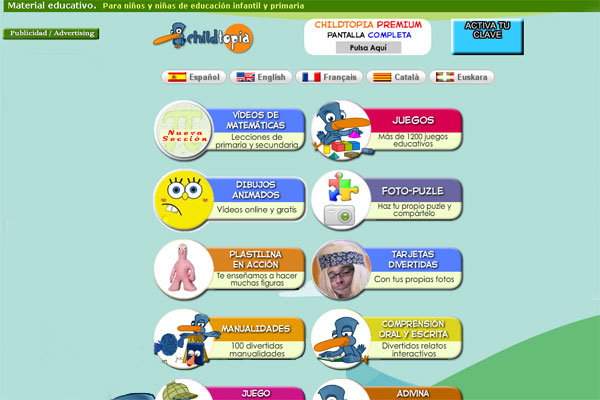 Material educativo. Para niños y niñas de educación infantil y primaria
Publicidad / Advertising
childtopia
CHILDTOPIA PREMIUM
PANTALLA COMPLETA
Pulsa Aquí
ACTIVA TU
CLAVE
Español English Français Català Euskara
Nueva
Sección
VÍDEOS DE
MATEMÁTICAS
Lecciones de
primaria y secundaria
JUEGOS
Más de 1200 juegos
educativos
DIBUJOS
ANIMADOS
Vídeos online y gratis
FOTO-PUZLE
Haz tu propio puzle y
compártelo
PLASTILINA
EN ACCIÓN
Te enseñamos a hacer
muchas figuras
TARJETAS
DIVERTIDAS
Con tus propias fotos
MANUALIDADES
100 divertidas
manualidades
COMPRENSIÓN
ORAL Y ESCRITA
Divertidos relatos
interactivos
JUEGO
ADIVINA